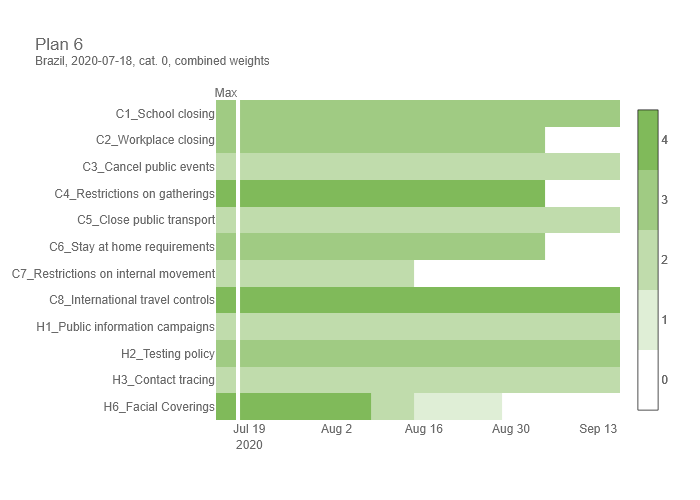 Plan 6
Brazil, 2020-07-18, cat. 0, combined weights
Max
C1_School closing
C2_Workplace closing
C3_Cancel public events
C4_Restrictions on gatherings
C5_Close public transport
C6_Stay at home requirements
C7_Restrictions on internal movement
C8_International travel controls
H1_Public information campaigns
H2_Testing policy
H3_Contact tracing
H6_Facial Coverings
Jul 19 Aug 2 Aug 16 Aug 30 Sep 13
2020
4
3
2
1
0